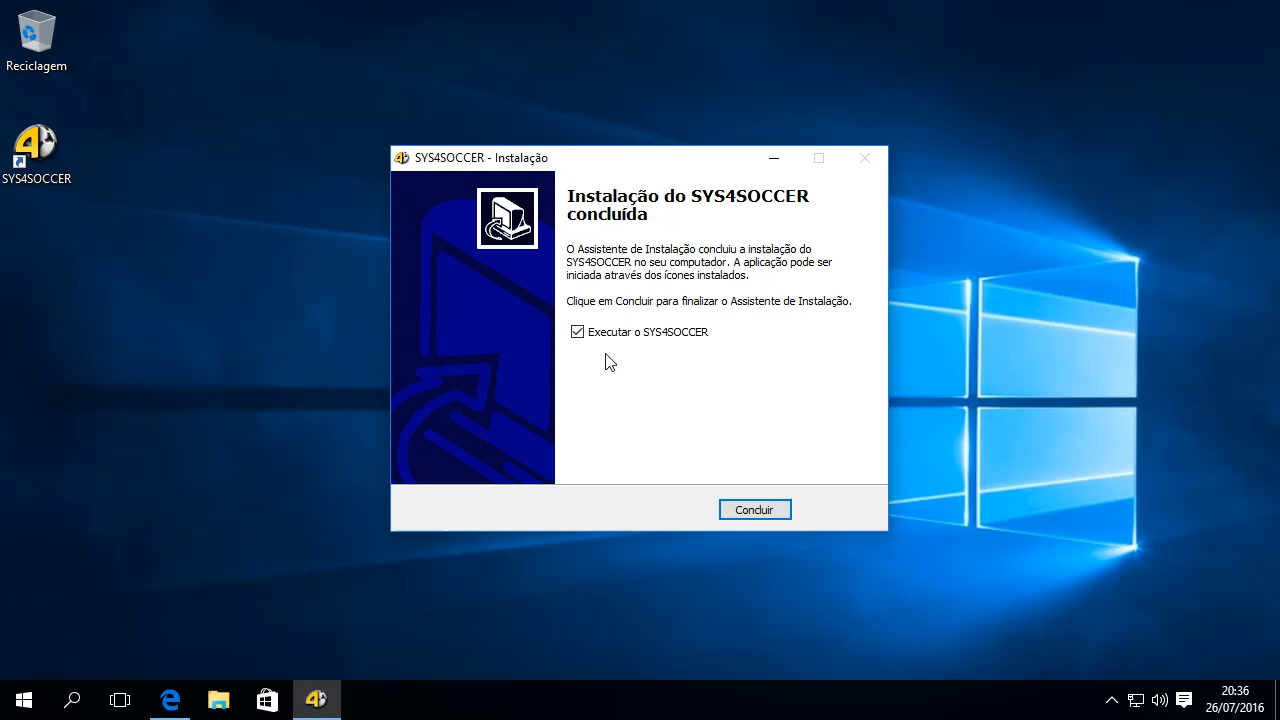 Reciclagem
SYS4SOCCER
SYS4SOCCER - Instalação
Instalação do SYS4SOCCER
concluída
O Assistente de Instalação concluiu a instalação do
SYS4SOCCER no seu computador. A aplicação pode ser
iniciada através dos ícones instalados.
Clique em Concluir para finalizar o Assistente de Instalação.
Executar o SYS4SOCCER
Concluir
20:36
26/07/2016